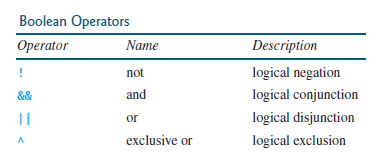 Boolean Operators
Operator Name Description
! not logical negation
&& and logical conjunction
|| or logical disjunction
^ exclusive or logical exclusion